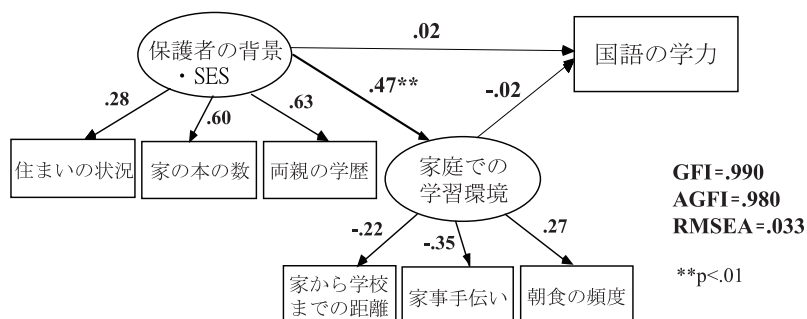 保護者の背景
・SES
.02
国語の学力
.47**
-.02
.28
.60
.63
住まいの状況
家の本の数
両親の学歴
家庭での
学習環境
GFI=.990
AGFI=.980
RMSEA=.033
-.22
-.35
.27
**p<.01
家から学校
までの距離
家事手伝い
朝食の頻度